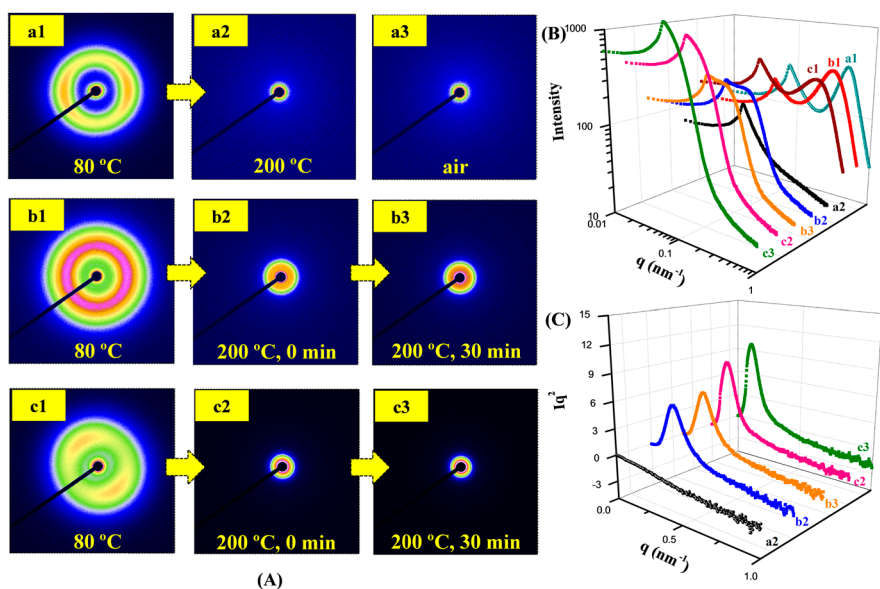 a1
a2
a3
80 ºC
200 ºC
air
b1
b2
b3
80 ºC
200 ºC, 0 min
200 ºC, 30 min
c1
c2
c3
80 ºC
200 ºC, 0 min
200 ºC, 30 min
(A)
(B)
1000
100
10
Intensity
0.01
0.1
1
q (nm⁻¹)
c1
b1
a1
a2
b2
b3
c2
c3
(C)
15
12
9
6
3
0
-3
Iq²
0.0
0.5
1.0
q (nm⁻¹)
c3
c2
b3
b2
a2